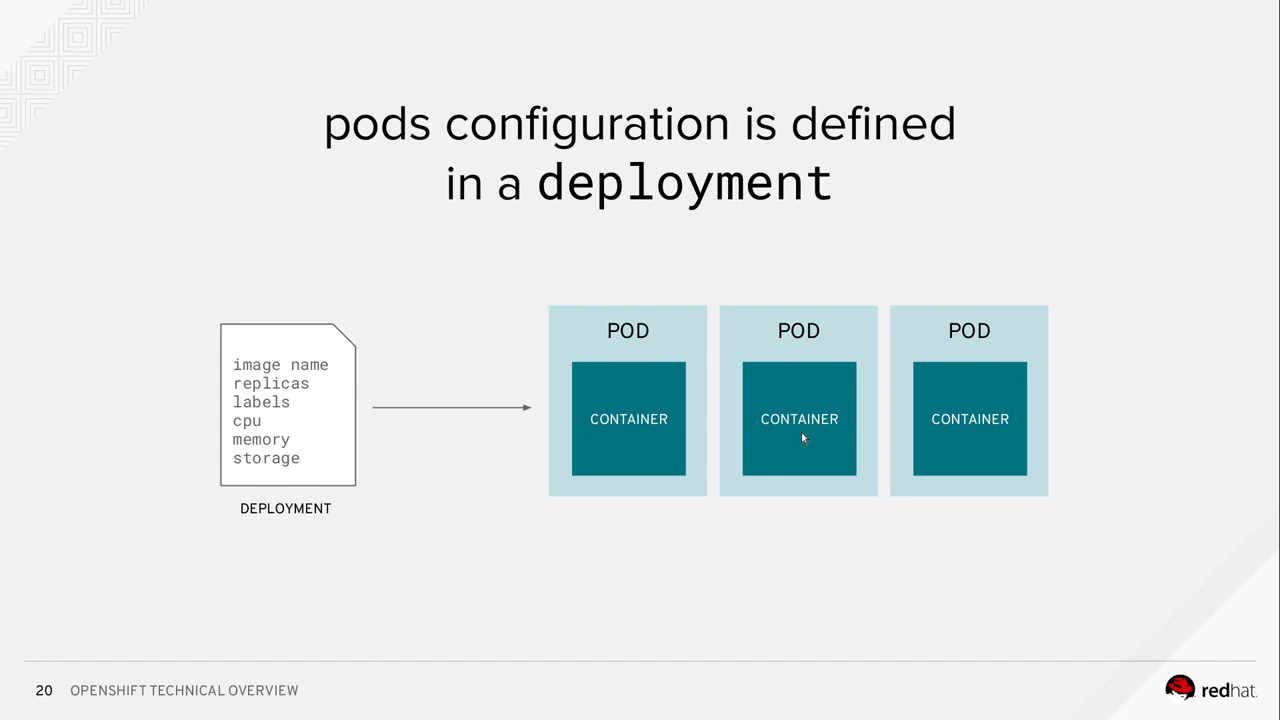 pods configuration is defined
in a deployment
image name
replicas
labels
cpu
memory
storage
DEPLOYMENT
POD
CONTAINER
POD
CONTAINER
POD
CONTAINER
20 OPENSHIFT TECHNICAL OVERVIEW
redhat.